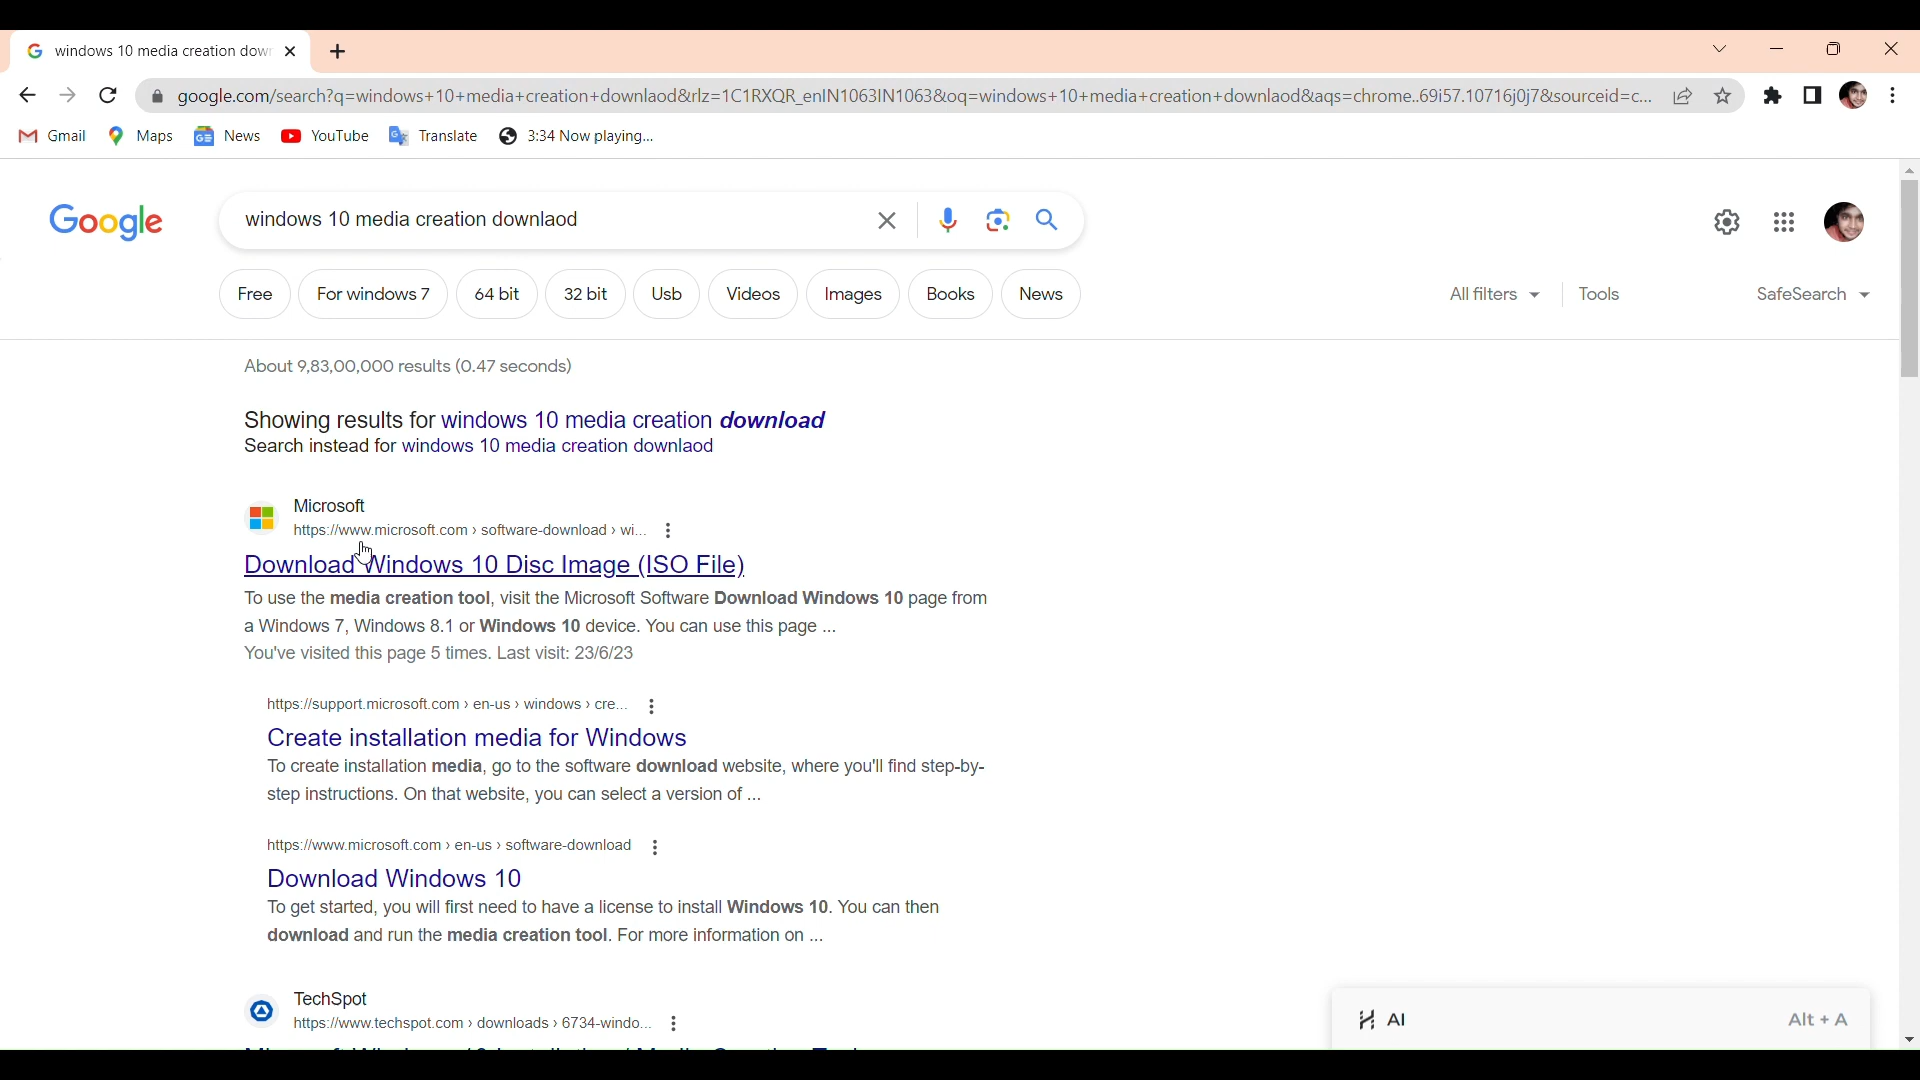 windows 10 media creation dow
google.com/search?q=windows+10+media+creation+downlaod&rlz=1C1RXQR_enIN1063IN1063&oq=windows+10+media+creation+downlaod&aqs=chrome..69i57.10716j0j7&sourceid=c...
Gmail Maps News YouTube Translate 3:34 Now playing...
Google windows 10 media creation downlaod
Free For windows 7 64 bit 32 bit Usb Videos Images Books News All filters Tools SafeSearch
About 9,83,00,000 results (0.47 seconds)
Showing results for windows 10 media creation download
Search instead for windows 10 media creation downlaod
Microsoft
https://www.microsoft.com › software-download › wi...
Download Windows 10 Disc Image (ISO File)
To use the media creation tool, visit the Microsoft Software Download Windows 10 page from
a Windows 7, Windows 8.1 or Windows 10 device. You can use this page ...
You've visited this page 5 times. Last visit: 23/6/23
https://support.microsoft.com › en-us › windows › cre...
Create installation media for Windows
To create installation media, go to the software download website, where you'll find step-by-
step instructions. On that website, you can select a version of ...
https://www.microsoft.com › en-us › software-download
Download Windows 10
To get started, you will first need to have a license to install Windows 10. You can then
download and run the media creation tool. For more information on ...
TechSpot
https://www.techspot.com › downloads › 6734-windo...
AI Alt + A